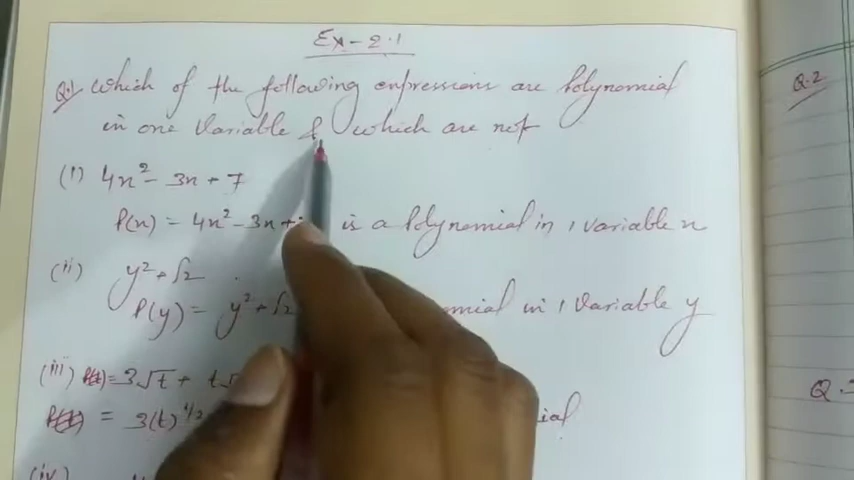 Ex-2.1
Q.1 which of the following expressions are Polynomial
in one Variable & which are not
(i) 4x² - 3x + 7
P(x) = 4x² - 3x + is a Polynomial in 1 variable x
(ii) y² + √2
P(y) = y² + √2 nomial in 1 Variable y
(iii) = 3√t + t√
= 3(t)^1/2 ial
(iv)
Q.2
Q.